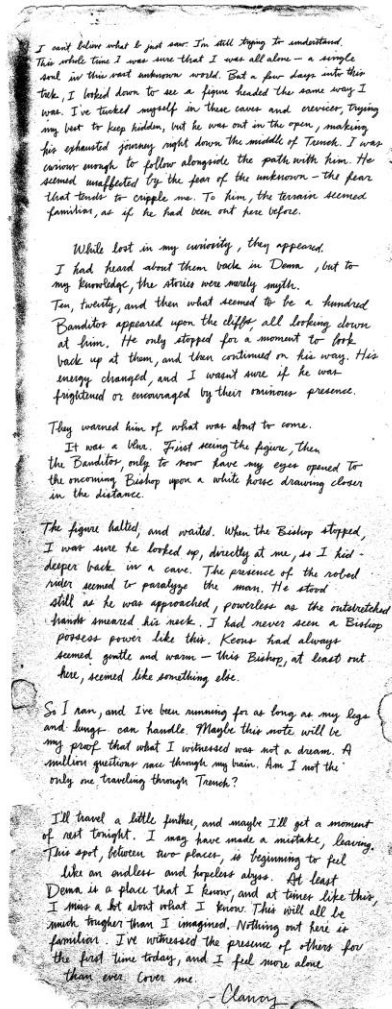 I can't believe what I just saw. I'm still trying to understand.
This whole time I was sure that I was all alone – a single
soul in this vast unknown world. But a few days into this
trek, I looked down to see a figure headed the same way I
was. I've tucked myself in these caves and crevices, trying
my best to keep hidden, but he was out in the open, making
his exhausted journey right down the middle of Trench. I was
curious enough to follow alongside the path with him. He
seemed unaffected by the fear of the unknown – the fear
that tends to cripple me. To him, the terrain seemed
familiar, as if he had been out here before.
While lost in my curiosity, they appeared.
I had heard about them back in Dema, but to
my knowledge, the stories were merely myth.
Ten, twenty, and then what seemed to be a hundred
Banditos appeared upon the cliffs, all looking down
at him. He only stopped for a moment to look
back up at them, and then continued on his way. His
energy changed, and I wasn't sure if he was
frightened or encouraged by their ominous presence.
They warned him of what was about to come.
It was a blur. First seeing the figure, then
the Banditos, only to now have my eyes opened to
the oncoming Bishop upon a white horse drawing closer
in the distance.
The figure halted, and waited. When the Bishop stopped,
I was sure he looked up, directly at me, so I hid
deeper back in a cave. The presence of the robed
rider seemed to paralyze the man. He stood
still as he was approached, powerless as the outstretched
hands smeared his neck. I had never seen a Bishop
possess power like this. Keons had always
seemed gentle and warm – this Bishop, at least out
here, seemed like something else.
So I ran, and I've been running for as long as my legs
and lungs can handle. Maybe this note will be
my proof that what I witnessed was not a dream. A
million questions race through my brain. Am I not the
only one traveling through Trench?
I'll travel a little further, and maybe I'll get a moment
of rest tonight. I may have made a mistake, leaving.
This spot, between two places, is beginning to feel
like an endless and hopeless abyss. At least
Dema is a place that I know, and at times like this,
I miss a lot about what I know. This will all be
much tougher than I imagined. Nothing out here is
familiar. I've witnessed the presence of others for
the first time today, and I feel more alone
than ever. Cover me.
– Clancy